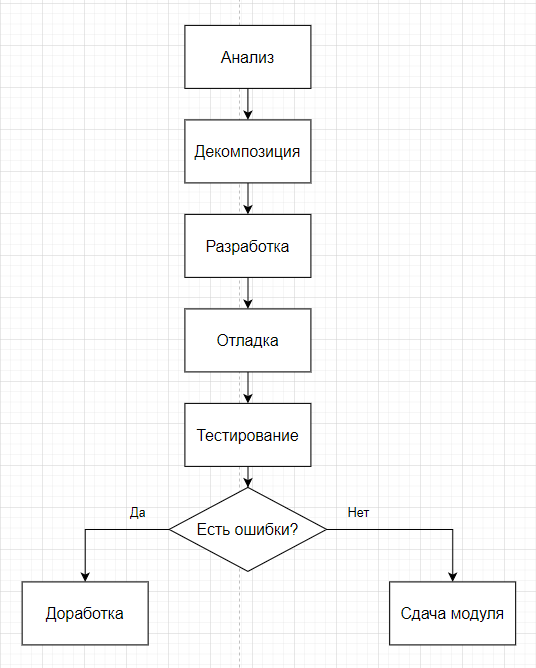 Анализ
Декомпозиция
Разработка
Отладка
Тестирование
Есть ошибки?
Да
Нет
Доработка
Сдача модуля